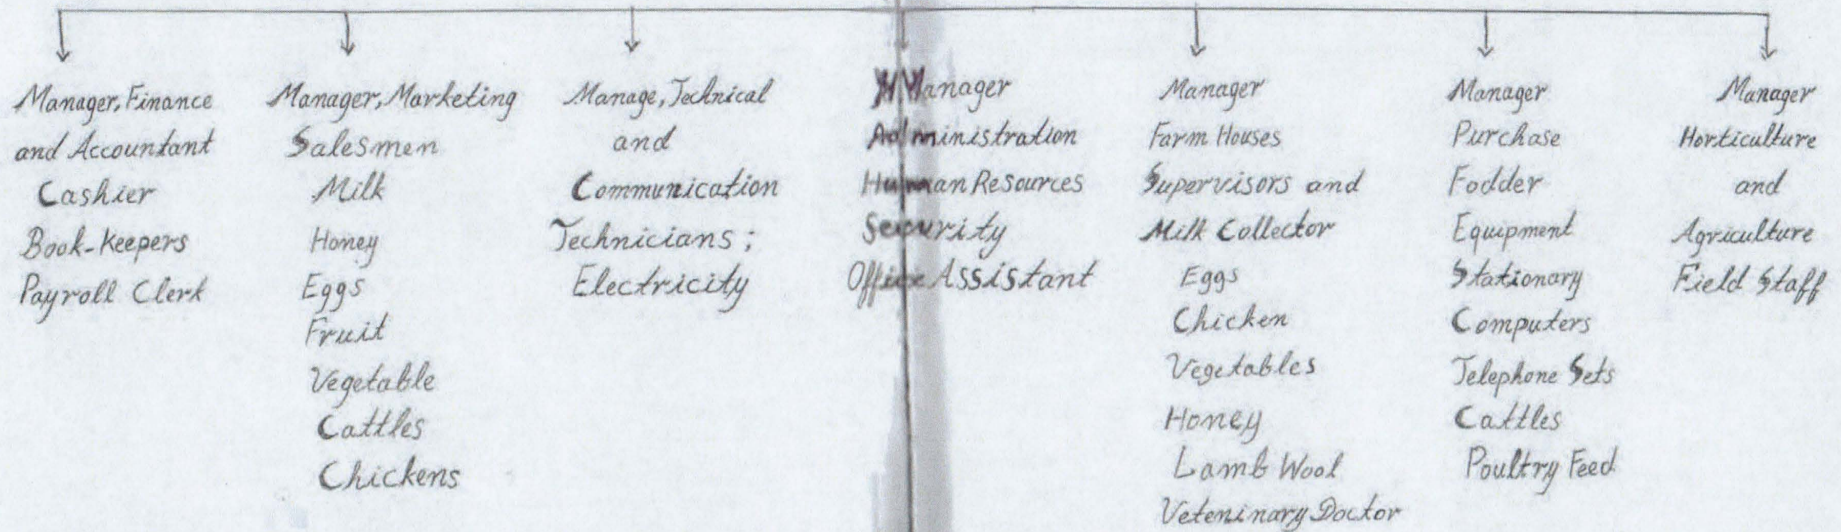 Manager, Finance
and Accountant
Cashier
Book-Keepers
Payroll Clerk
Manager, Marketing
Salesmen
Milk
Honey
Eggs
Fruit
Vegetable
Cattles
Chickens
Manage, Technical
and
Communication
Technicians;
Electricity
Manager
Administration
Human Resources
Security
Office Assistant
Manager
Farm Houses
Supervisors and
Milk Collector
Eggs
Chicken
Vegetables
Honey
Lamb Wool
Veteninary Doctor
Manager
Purchase
Fodder
Equipment
Stationary
Computers
Telephone Sets
Cattles
Poultry Feed
Manager
Horticulture
and
Agriculture
Field Staff